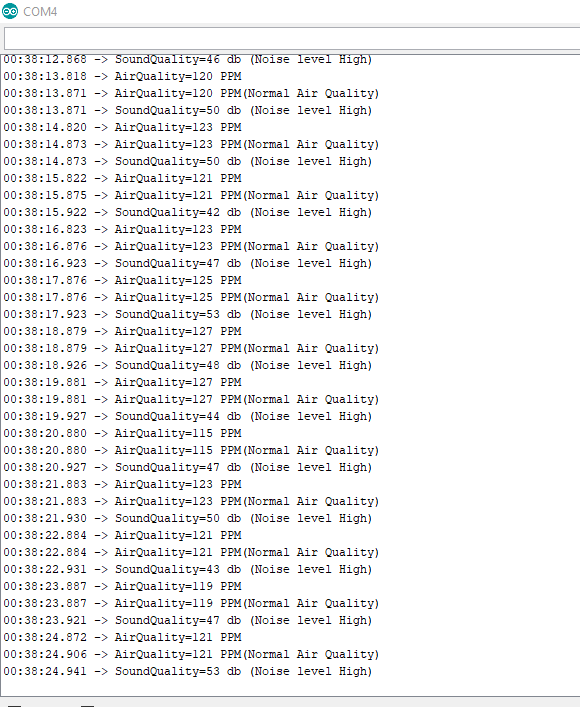 COM4
00:38:12.868 -> SoundQuality=46 db (Noise level High)
00:38:13.818 -> AirQuality=120 PPM
00:38:13.871 -> AirQuality=120 PPM(Normal Air Quality)
00:38:13.871 -> SoundQuality=50 db (Noise level High)
00:38:14.820 -> AirQuality=123 PPM
00:38:14.873 -> AirQuality=123 PPM(Normal Air Quality)
00:38:14.873 -> SoundQuality=50 db (Noise level High)
00:38:15.822 -> AirQuality=121 PPM
00:38:15.875 -> AirQuality=121 PPM(Normal Air Quality)
00:38:15.922 -> SoundQuality=42 db (Noise level High)
00:38:16.823 -> AirQuality=123 PPM
00:38:16.876 -> AirQuality=123 PPM(Normal Air Quality)
00:38:16.923 -> SoundQuality=47 db (Noise level High)
00:38:17.876 -> AirQuality=125 PPM
00:38:17.876 -> AirQuality=125 PPM(Normal Air Quality)
00:38:17.923 -> SoundQuality=53 db (Noise level High)
00:38:18.879 -> AirQuality=127 PPM
00:38:18.879 -> AirQuality=127 PPM(Normal Air Quality)
00:38:18.926 -> SoundQuality=48 db (Noise level High)
00:38:19.881 -> AirQuality=127 PPM
00:38:19.881 -> AirQuality=127 PPM(Normal Air Quality)
00:38:19.927 -> SoundQuality=44 db (Noise level High)
00:38:20.880 -> AirQuality=115 PPM
00:38:20.880 -> AirQuality=115 PPM(Normal Air Quality)
00:38:20.927 -> SoundQuality=47 db (Noise level High)
00:38:21.883 -> AirQuality=123 PPM
00:38:21.883 -> AirQuality=123 PPM(Normal Air Quality)
00:38:21.930 -> SoundQuality=50 db (Noise level High)
00:38:22.884 -> AirQuality=121 PPM
00:38:22.884 -> AirQuality=121 PPM(Normal Air Quality)
00:38:22.931 -> SoundQuality=43 db (Noise level High)
00:38:23.887 -> AirQuality=119 PPM
00:38:23.887 -> AirQuality=119 PPM(Normal Air Quality)
00:38:23.921 -> SoundQuality=47 db (Noise level High)
00:38:24.872 -> AirQuality=121 PPM
00:38:24.906 -> AirQuality=121 PPM(Normal Air Quality)
00:38:24.941 -> SoundQuality=53 db (Noise level High)